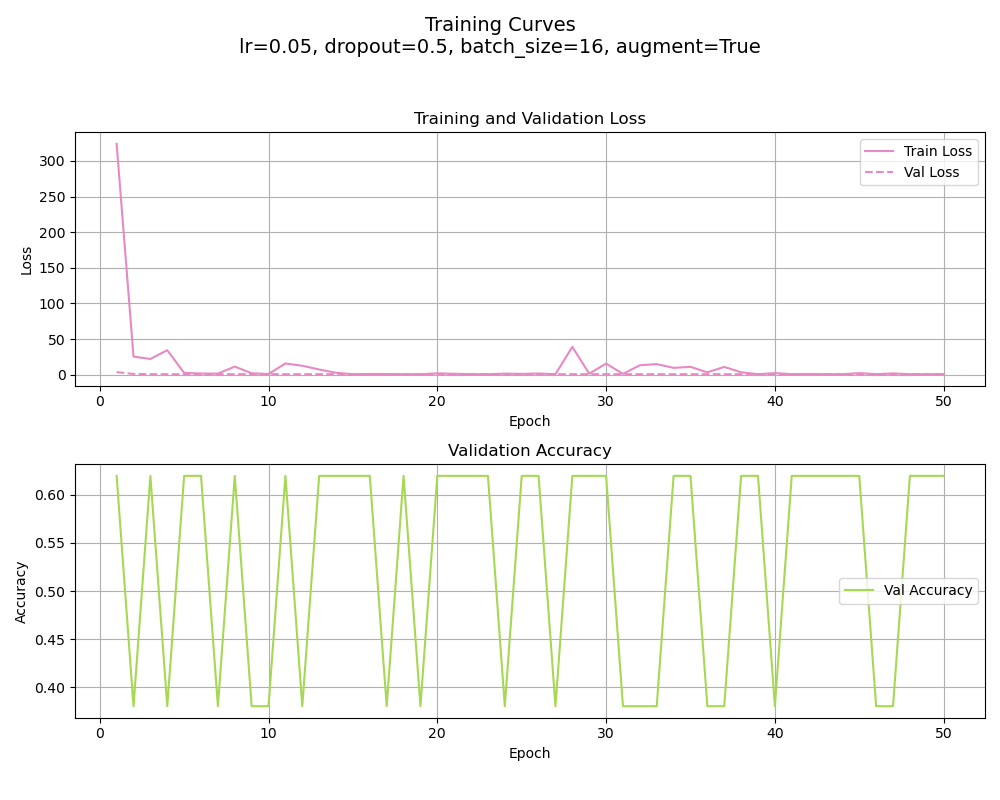 Training Curves
lr=0.05, dropout=0.5, batch_size=16, augment=True
Training and Validation Loss
300
250
200
150
100
50
0
Loss
Train Loss
Val Loss
0 10 20 30 40 50
Epoch
Validation Accuracy
0.60
0.55
0.50
0.45
0.40
Accuracy
Val Accuracy
0 10 20 30 40 50
Epoch